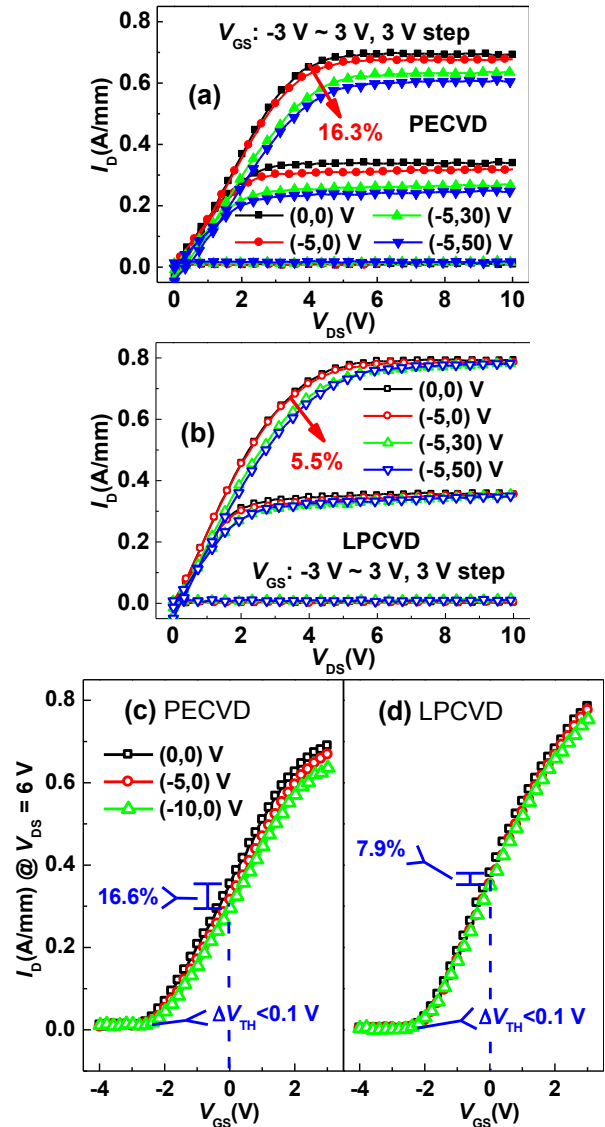 V_GS: -3 V ~ 3 V, 3 V step
(a)
16.3%
PECVD
(0,0) V
(-5,30) V
(-5,0) V
(-5,50) V
I_D(A/mm)
0.6
0.4
0.2
0.0
0 2 4 6 8 10
V_DS(V)
(b)
5.5%
(0,0) V
(-5,0) V
(-5,30) V
(-5,50) V
LPCVD
V_GS: -3 V ~ 3 V, 3 V step
I_D(A/mm)
0.8
0.6
0.4
0.2
0.0
0 2 4 6 8 10
V_DS(V)
(c) PECVD
(0,0) V
(-5,0) V
(-10,0) V
16.6%
ΔV_TH<0.1 V
I_D(A/mm) @ V_DS = 6 V
0.8
0.6
0.4
0.2
0.0
-4 -2 0 2
V_GS(V)
(d) LPCVD
7.9%
ΔV_TH<0.1 V
-4 -2 0 2
V_GS(V)